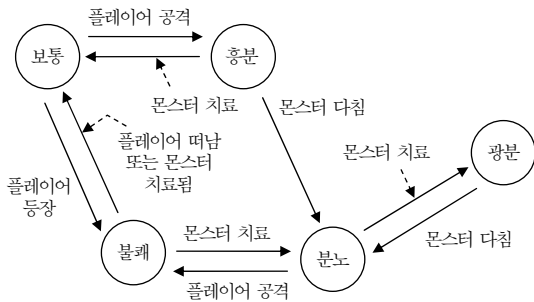 플레이어 공격
보통
흥분
몬스터 치료
몬스터 다침
플레이어 떠남
또는 몬스터
치료됨
몬스터 치료
광분
플레이어
등장
몬스터 다침
불쾌
몬스터 치료
분노
플레이어 공격